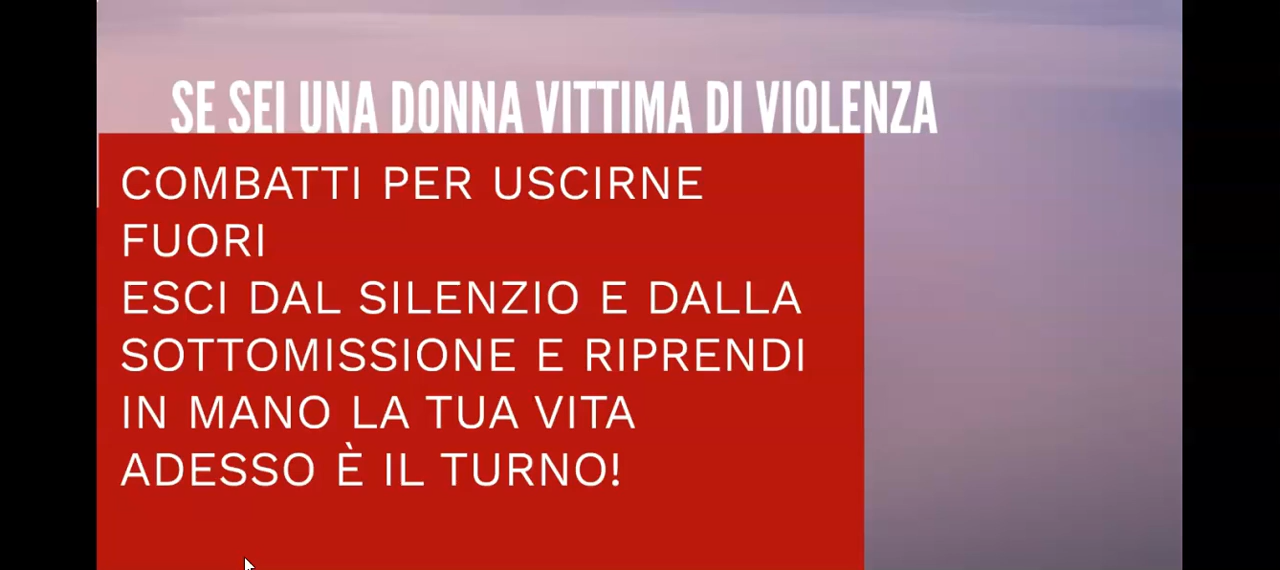 SE SEI UNA DONNA VITTIMA DI VIOLENZA
COMBATTI PER USCIRNE
FUORI
ESCI DAL SILENZIO E DALLA
SOTTOMISSIONE E RIPRENDI
IN MANO LA TUA VITA
ADESSO È IL TURNO!